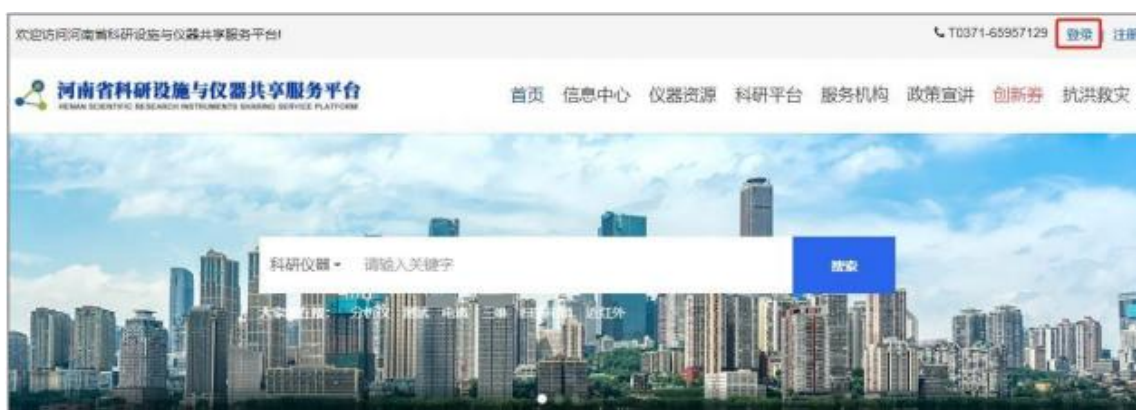 欢迎访问河南省科研设施与仪器共享服务平台!
T0371-65957129 登录 | 注册
河南省科研设施与仪器共享服务平台
HENAN SCIENTIFIC RESEARCH INSTRUMENTS SHARING SERVICE PLATFORM
首页 信息中心 仪器资源 科研平台 服务机构 政策宣讲 创新券 抗洪救灾
科研仪器 请输入关键字 搜索
大家都在搜: 分析仪 测试 电镜 三维 近红外